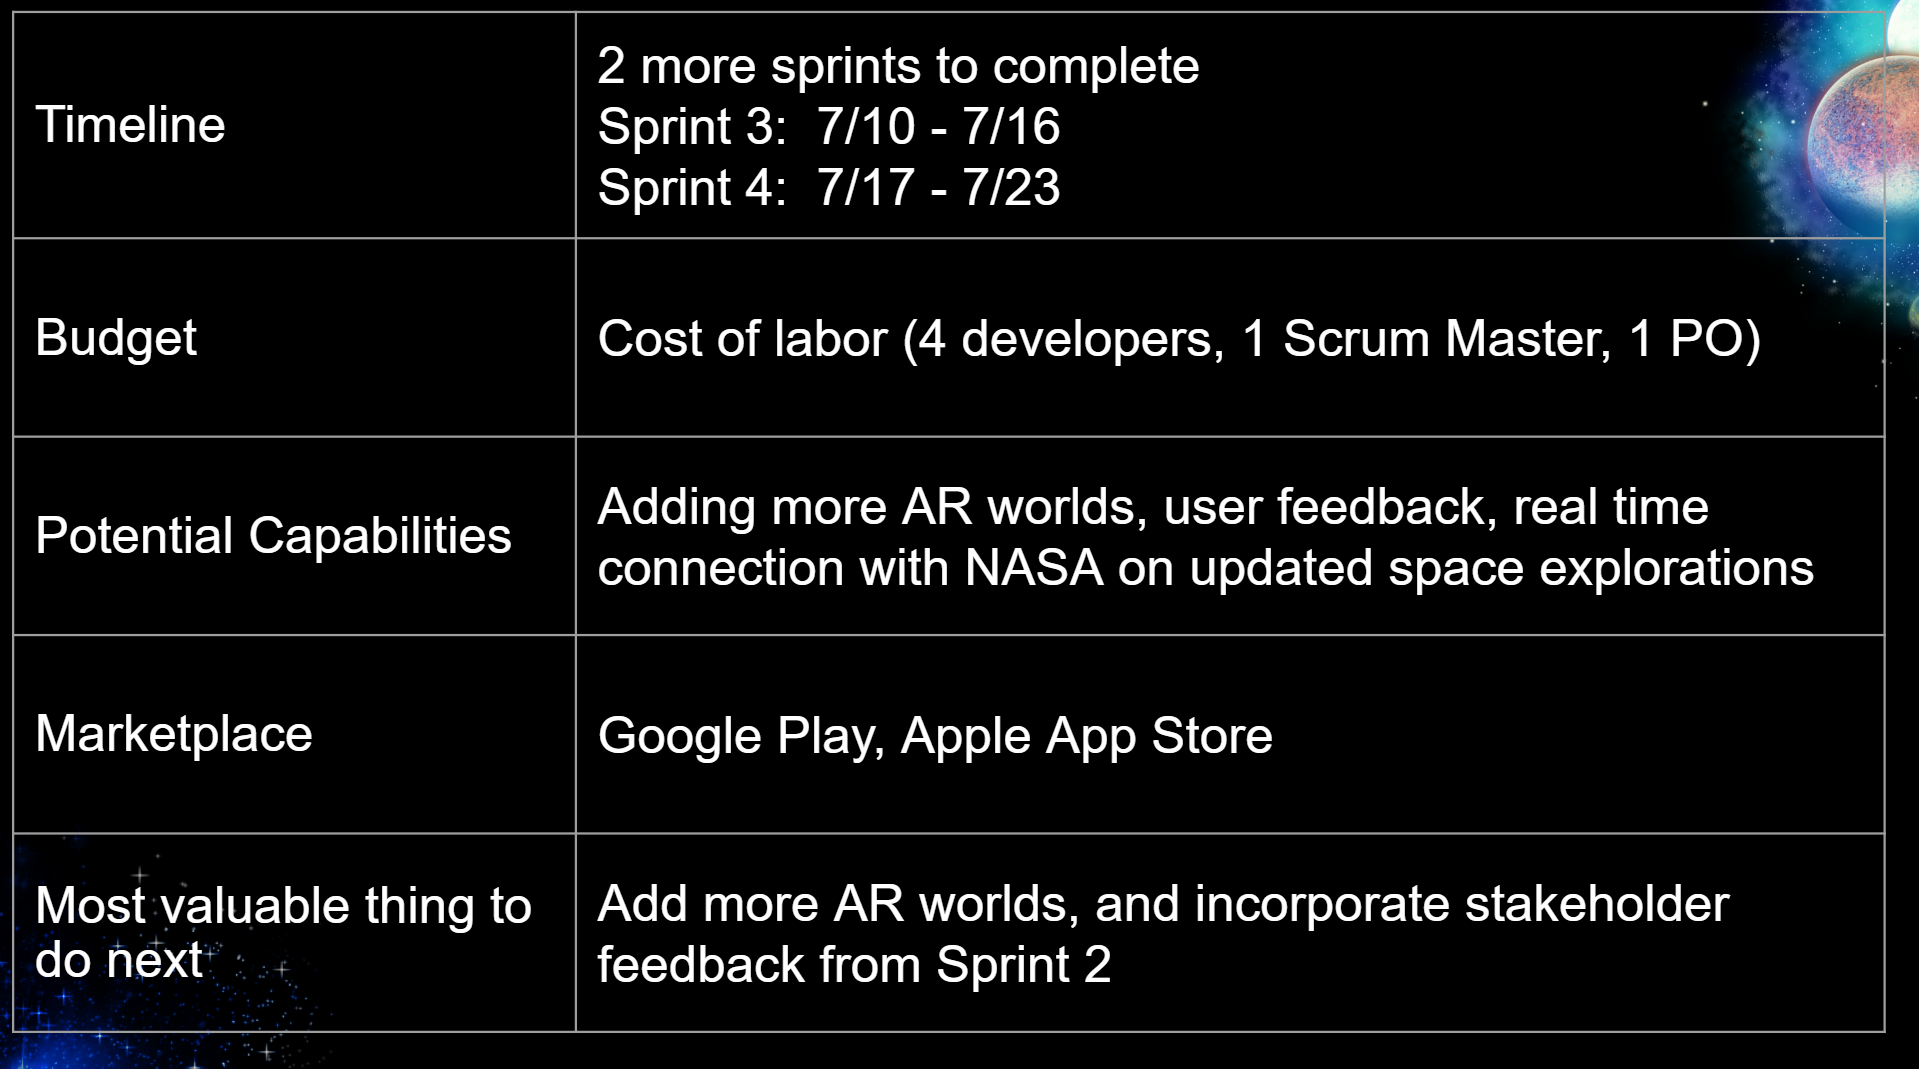 Timeline
2 more sprints to complete
Sprint 3:  7/10 - 7/16
Sprint 4:  7/17 - 7/23
Budget
Cost of labor (4 developers, 1 Scrum Master, 1 PO)
Potential Capabilities
Adding more AR worlds, user feedback, real time
connection with NASA on updated space explorations
Marketplace
Google Play, Apple App Store
Most valuable thing to
do next
Add more AR worlds, and incorporate stakeholder
feedback from Sprint 2